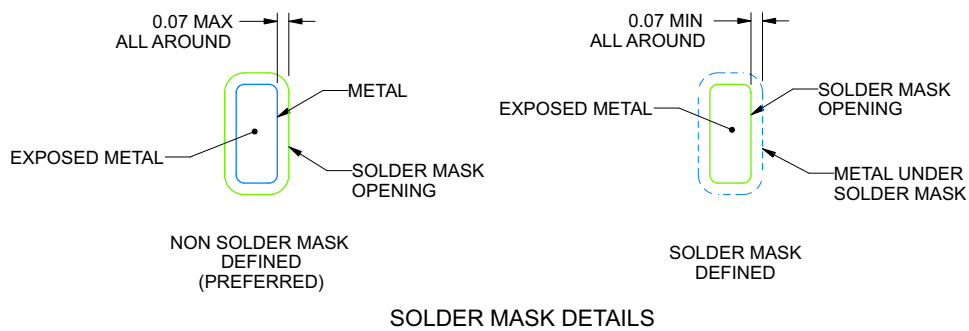 0.07 MAX
ALL AROUND
METAL
EXPOSED METAL
SOLDER MASK
OPENING
NON SOLDER MASK
DEFINED
(PREFERRED)
0.07 MIN
ALL AROUND
EXPOSED METAL
SOLDER MASK
OPENING
METAL UNDER
SOLDER MASK
SOLDER MASK
DEFINED
SOLDER MASK DETAILS